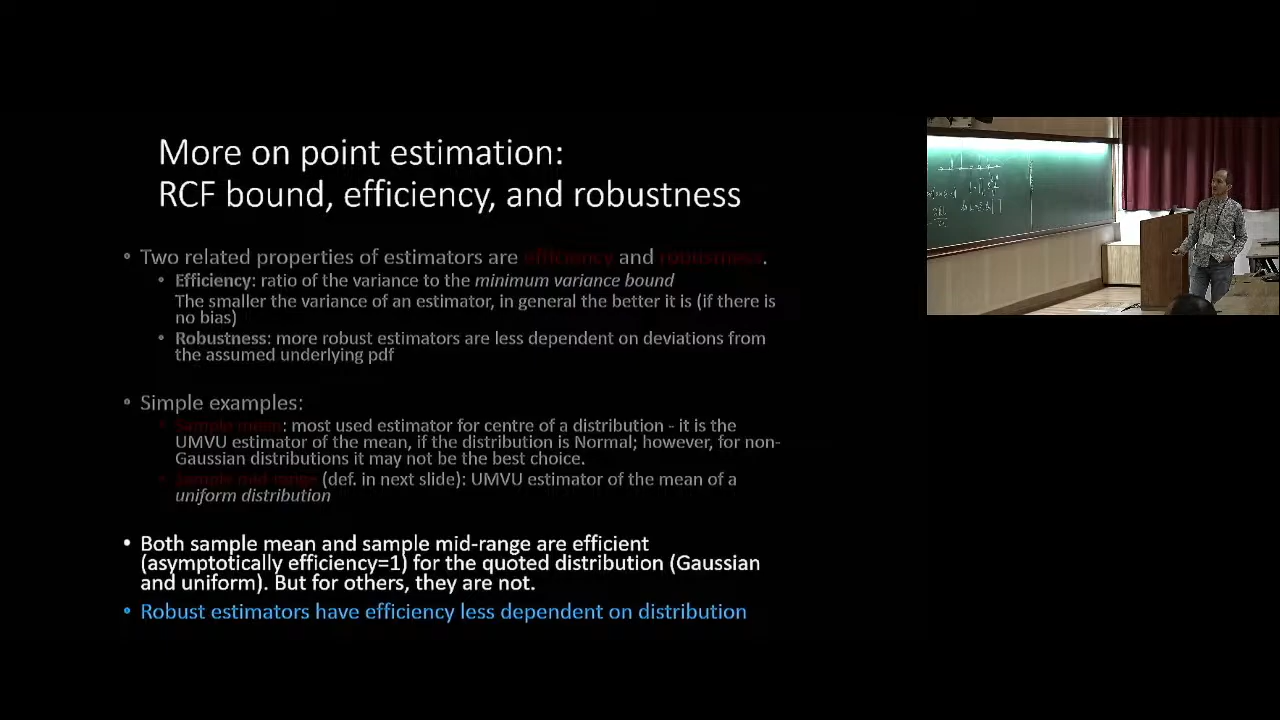 More on point estimation:
RCF bound, efficiency, and robustness
• Two related properties of estimators are efficiency and robustness.
• Efficiency: ratio of the variance to the minimum variance bound
The smaller the variance of an estimator, in general the better it is (if there is
no bias)
• Robustness: more robust estimators are less dependent on deviations from
the assumed underlying pdf
• Simple examples:
• Sample mean: most used estimator for centre of a distribution - it is the
UMVU estimator of the mean, if the distribution is Normal; however, for non-
Gaussian distributions it may not be the best choice.
• Sample mid-range (def. in next slide): UMVU estimator of the mean of a
uniform distribution
• Both sample mean and sample mid-range are efficient
(asymptotically efficiency=1) for the quoted distribution (Gaussian
and uniform). But for others, they are not.
• Robust estimators have efficiency less dependent on distribution